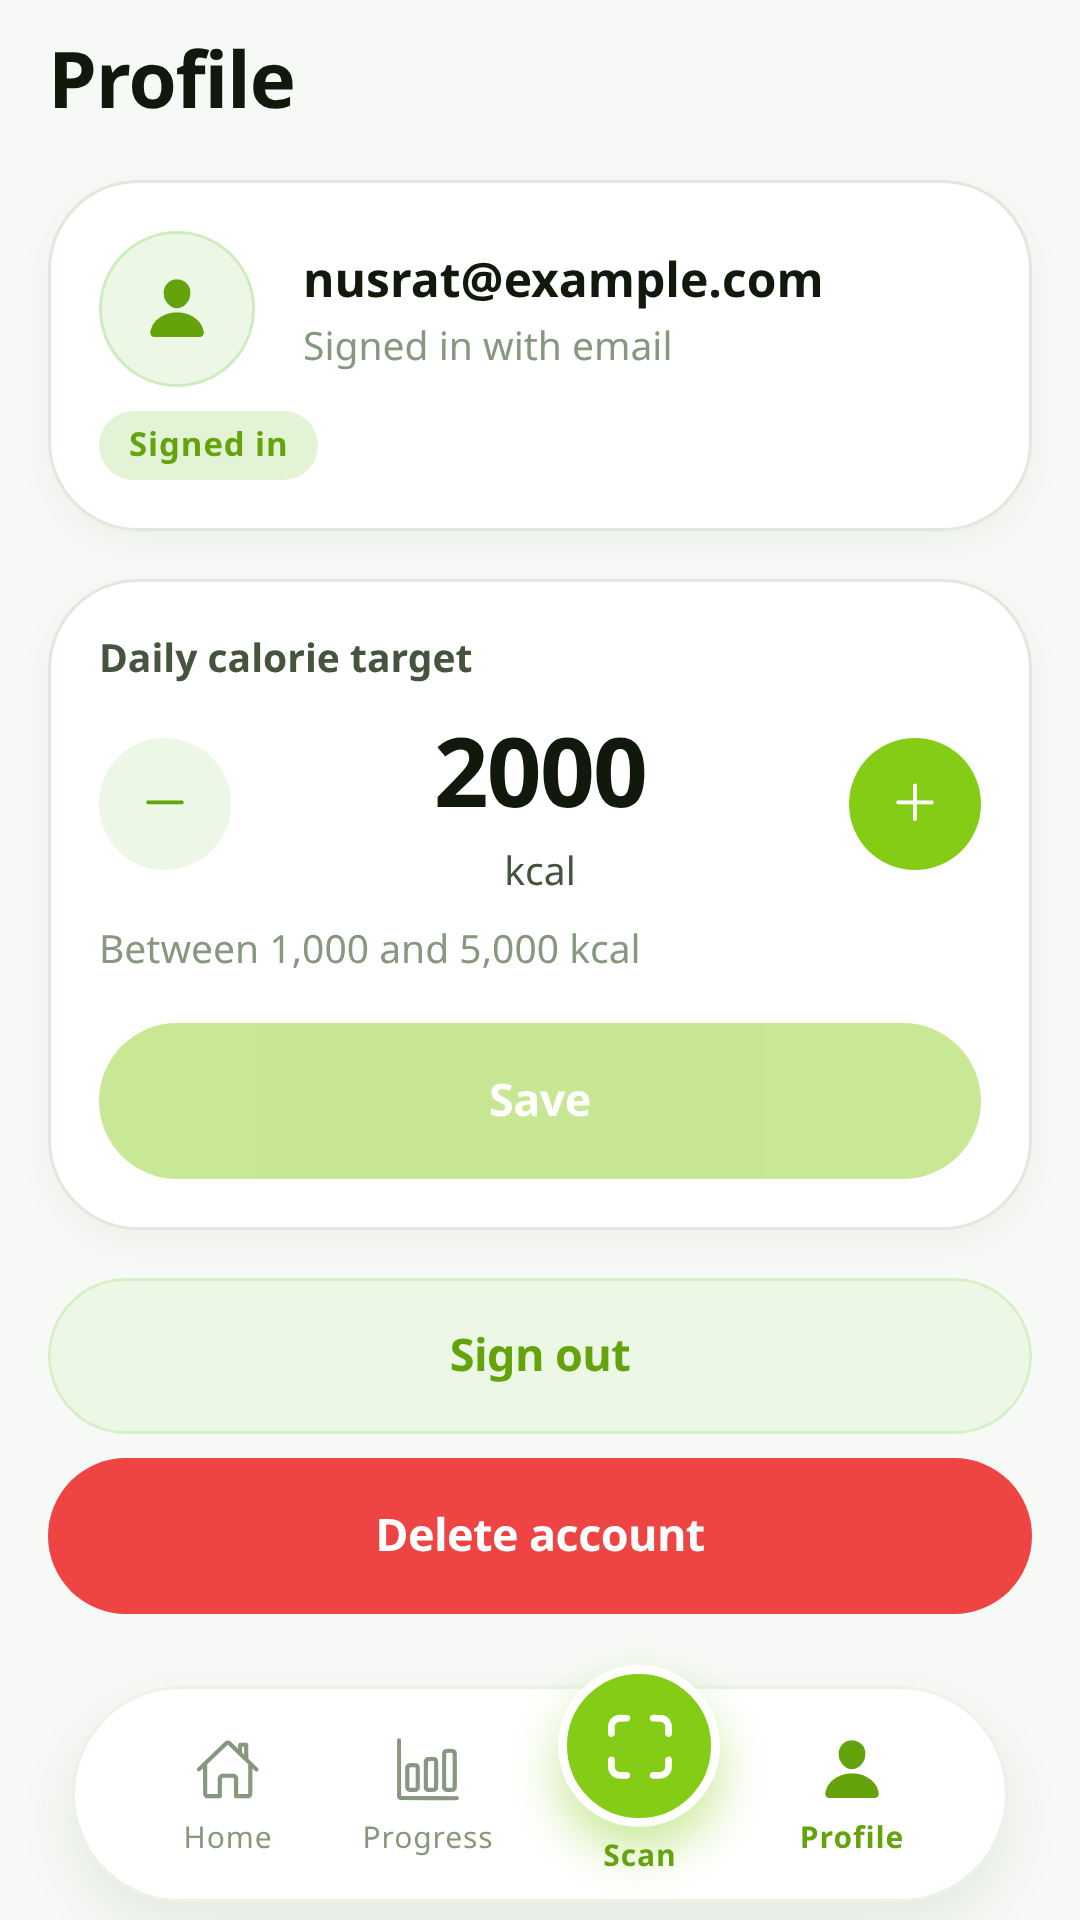 Profile
nusrat@example.com
Signed in with email
Signed in
Daily calorie target
2000
kcal
Between 1,000 and 5,000 kcal
Save
Sign out
Delete account
Home
Progress
Scan
Profile